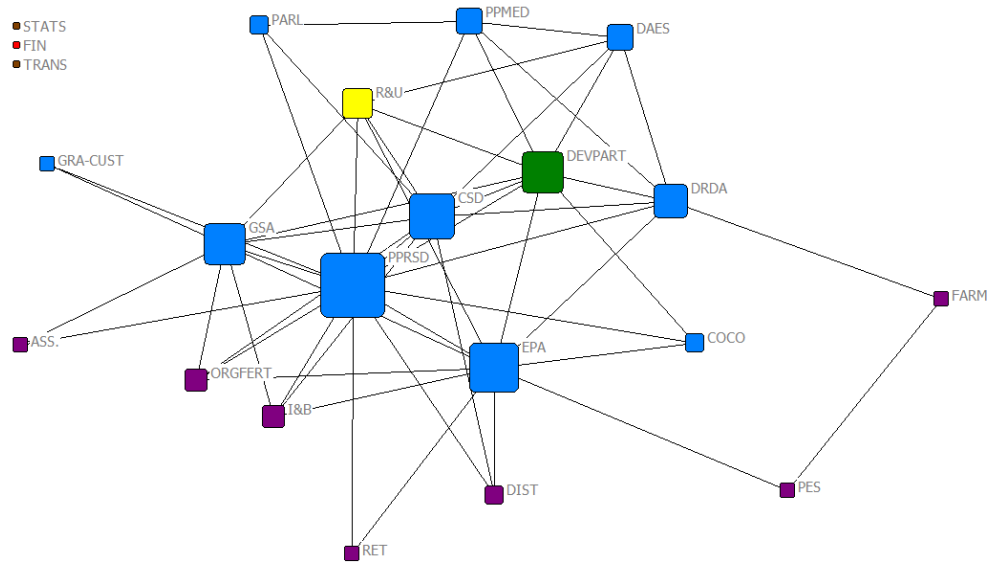 STATS
FIN
TRANS
PARL
PPMED
DAES
R&U
GRA-CUST
DEVPART
DRDA
CSD
GSA
PPRSD
FARM
ASS.
EPA
COCO
ORGFERT
LI&B
DIST
PES
RET